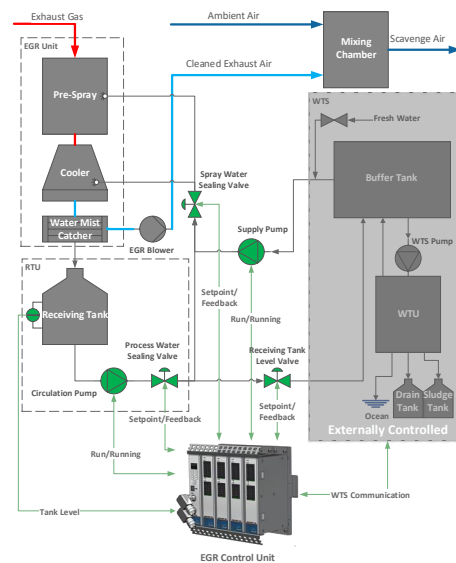 Exhaust Gas
Ambient Air
Scavenge Air
EGR Unit
Mixing
Chamber
Cleaned Exhaust Air
Pre-Spray
WTS
Fresh Water
Cooler
Buffer Tank
Spray Water
Sealing Valve
Water Mist
Catcher
EGR Blower
Supply Pump
WTS Pump
RTU
Setpoint/
Feedback
Receiving Tank
Run/Running
WTU
Process Water
Sealing Valve
Receiving Tank
Level Valve
Circulation Pump
Ocean
Drain
Tank
Sludge
Tank
Setpoint/Feedback
Setpoint/
Feedback
Externally Controlled
Run/Running
Tank Level
WTS Communication
EGR Control Unit